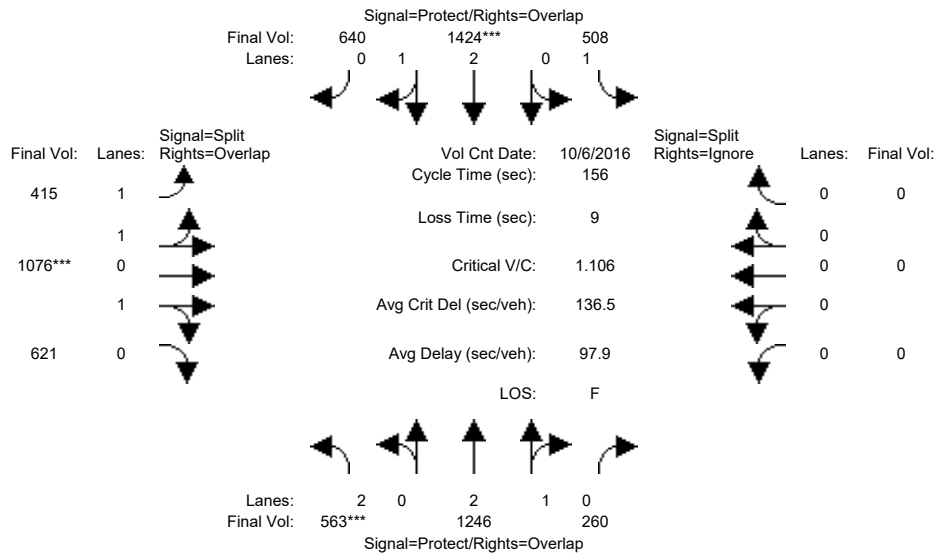 Signal=Protect/Rights=Overlap
Final Vol: 640 1424*** 508
Lanes: 0 1 2 0 1
Signal=Split
Rights=Overlap
Signal=Split
Rights=Ignore
Final Vol: Lanes: Vol Cnt Date: 10/6/2016 Lanes: Final Vol:
Cycle Time (sec): 156
415 1 0 0
Loss Time (sec): 9
1 0
1076*** 0 Critical V/C: 1.106 0 0
1 Avg Crit Del (sec/veh): 136.5 0
621 0 Avg Delay (sec/veh): 97.9 0 0
LOS: F
Lanes: 2 0 2 1 0
Final Vol: 563*** 1246 260
Signal=Protect/Rights=Overlap